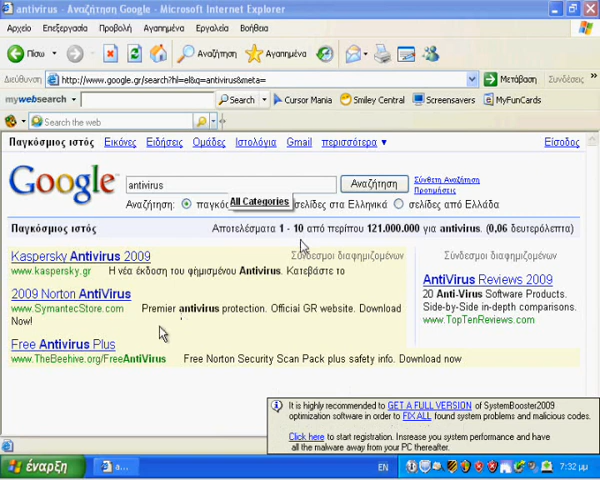 antivirus - Αναζήτηση Google - Microsoft Internet Explorer
Αρχείο Επεξεργασία Προβολή Αγαπημένα Εργαλεία Βοήθεια
Πίσω Αναζήτηση Αγαπημένα
Διεύθυνση http://www.google.gr/search?hl=el&q=antivirus&meta= Μετάβαση Συνδέσεις »
mywebsearch Search Cursor Mania Smiley Central Screensavers MyFunCards
Search the web
Παγκόσμιος ιστός Εικόνες Ειδήσεις Ομάδες Ιστολόγια Gmail περισσότερα ▼ Είσοδος
Google antivirus Αναζήτηση Σύνθετη Αναζήτηση
Προτιμήσεις
Αναζήτηση: παγκό All Categories σελίδες στα Ελληνικά σελίδες από Ελλάδα
Παγκόσμιος ιστός Αποτελέσματα 1 - 10 από περίπου 121.000.000 για antivirus. (0,06 δευτερόλεπτα)
Kaspersky Antivirus 2009 Σύνδεσμοι διαφημιζομένων
www.kaspersky.gr Η νέα έκδοση του φημισμένου Antivirus. Κατεβάστε το
2009 Norton AntiVirus
www.SymantecStore.com Premier antivirus protection. Official GR website. Download
Now!
Free Antivirus Plus
www.TheBeehive.org/FreeAntiVirus Free Norton Security Scan Pack plus safety info. Download now
Σύνδεσμοι διαφημιζομένων
AntiVirus Reviews 2009
20 Anti-Virus Software Products.
Side-by-Side in-depth comparisons.
www.TopTenReviews.com
It is highly recommended to GET A FULL VERSION of SystemBooster2009
optimization software in order to FIX ALL found system problems and malicious codes.
Click here to start registration. Insrease you system performance and have
all the malware away from your PC thereafter.
έναρξη a... EN 7:32 μμ